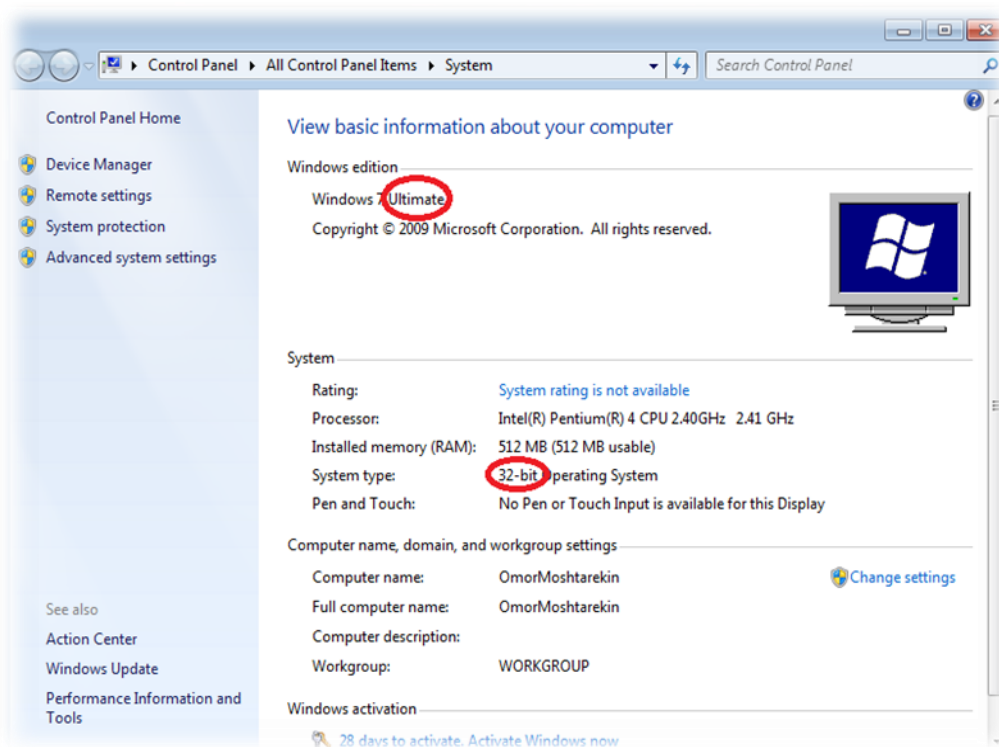 Control Panel ▸ All Control Panel Items ▸ System
Search Control Panel
Control Panel Home
Device Manager
Remote settings
System protection
Advanced system settings
See also
Action Center
Windows Update
Performance Information and
Tools
View basic information about your computer
Windows edition
Windows 7 Ultimate
Copyright © 2009 Microsoft Corporation. All rights reserved.
System
Rating: System rating is not available
Processor: Intel(R) Pentium(R) 4 CPU 2.40GHz 2.41 GHz
Installed memory (RAM): 512 MB (512 MB usable)
System type: 32-bit Operating System
Pen and Touch: No Pen or Touch Input is available for this Display
Computer name, domain, and workgroup settings
Computer name: OmorMoshtarekin
Change settings
Full computer name: OmorMoshtarekin
Computer description:
Workgroup: WORKGROUP
Windows activation
28 days to activate. Activate Windows now